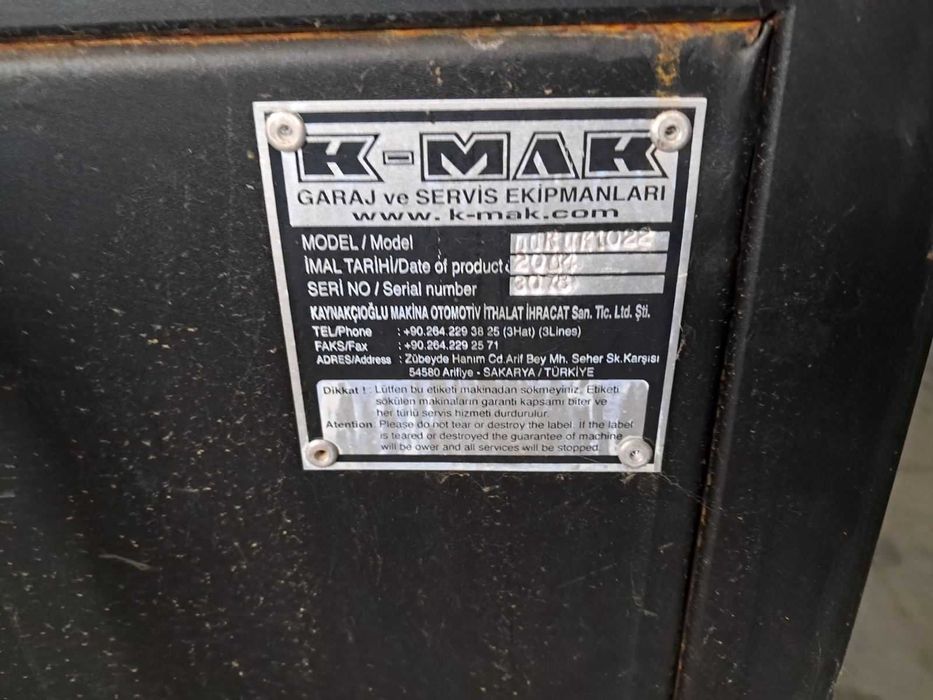 K-MAK
GARAJ ve SERVİS EKİPMANLARI
www.k-mak.com
MODEL / Model
İMAL TARİHİ/Date of product. 2004
SERİ NO / Serial number
KAYNAKÇIOĞLU MAKİNA OTOMOTİV İTHALAT İHRACAT San. Tic. Ltd. Şti.
TEL/Phone : +90.264.229 38 25 (3Hat) (3Lines)
FAKS/Fax : +90.264.229 25 71
ADRES/Address : Zübeyde Hanım Cd.Arif Bey Mh. Seher Sk.Karşısı
54580 Arifiye - SAKARYA / TÜRKİYE
Dikkat ! : Lütfen bu etiketi makinadan sökmeyiniz. Etiketi
sökülen makinaların garanti kapsamı biter ve
her türlü servis hizmeti durdurulur.
Atention. Please do not tear or destroy the label. If the label
is teared or destroyed the guarantee of machine
will be ower and all services will be stopped.